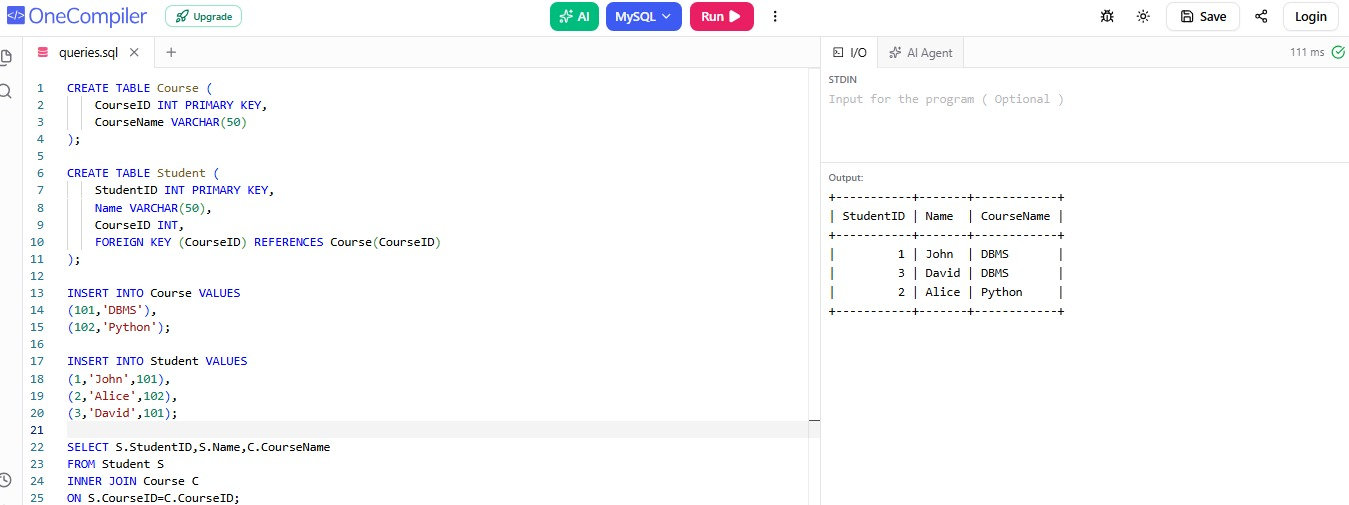 OneCompiler
Upgrade
AI
MySQL
Run
Save
Login
queries.sql
I/O
AI Agent
111 ms
1 CREATE TABLE Course (
2     CourseID INT PRIMARY KEY,
3     CourseName VARCHAR(50)
4 );
5
6 CREATE TABLE Student (
7     StudentID INT PRIMARY KEY,
8     Name VARCHAR(50),
9     CourseID INT,
10     FOREIGN KEY (CourseID) REFERENCES Course(CourseID)
11 );
12
13 INSERT INTO Course VALUES
14 (101,'DBMS'),
15 (102,'Python');
16
17 INSERT INTO Student VALUES
18 (1,'John',101),
19 (2,'Alice',102),
20 (3,'David',101);
21
22 SELECT S.StudentID,S.Name,C.CourseName
23 FROM Student S
24 INNER JOIN Course C
25 ON S.CourseID=C.CourseID;
STDIN
Input for the program ( Optional )
Output:
+-----------+-------+------------+
| StudentID | Name  | CourseName |
+-----------+-------+------------+
|         1 | John  | DBMS       |
|         3 | David | DBMS       |
|         2 | Alice | Python     |
+-----------+-------+------------+